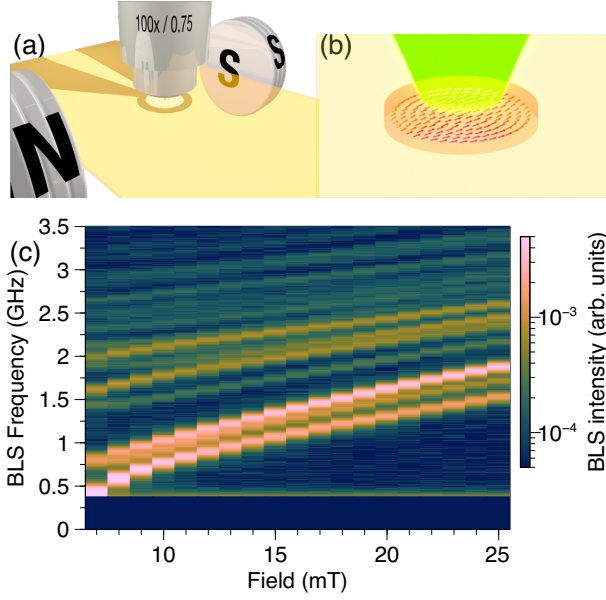 (a)
100x / 0.75
S
S
N
(b)
(c)
BLS Frequency (GHz)
3.5
3
2.5
2
1.5
1
0.5
0
10
15
20
25
Field (mT)
10⁻³
10⁻⁴
BLS intensity (arb. units)